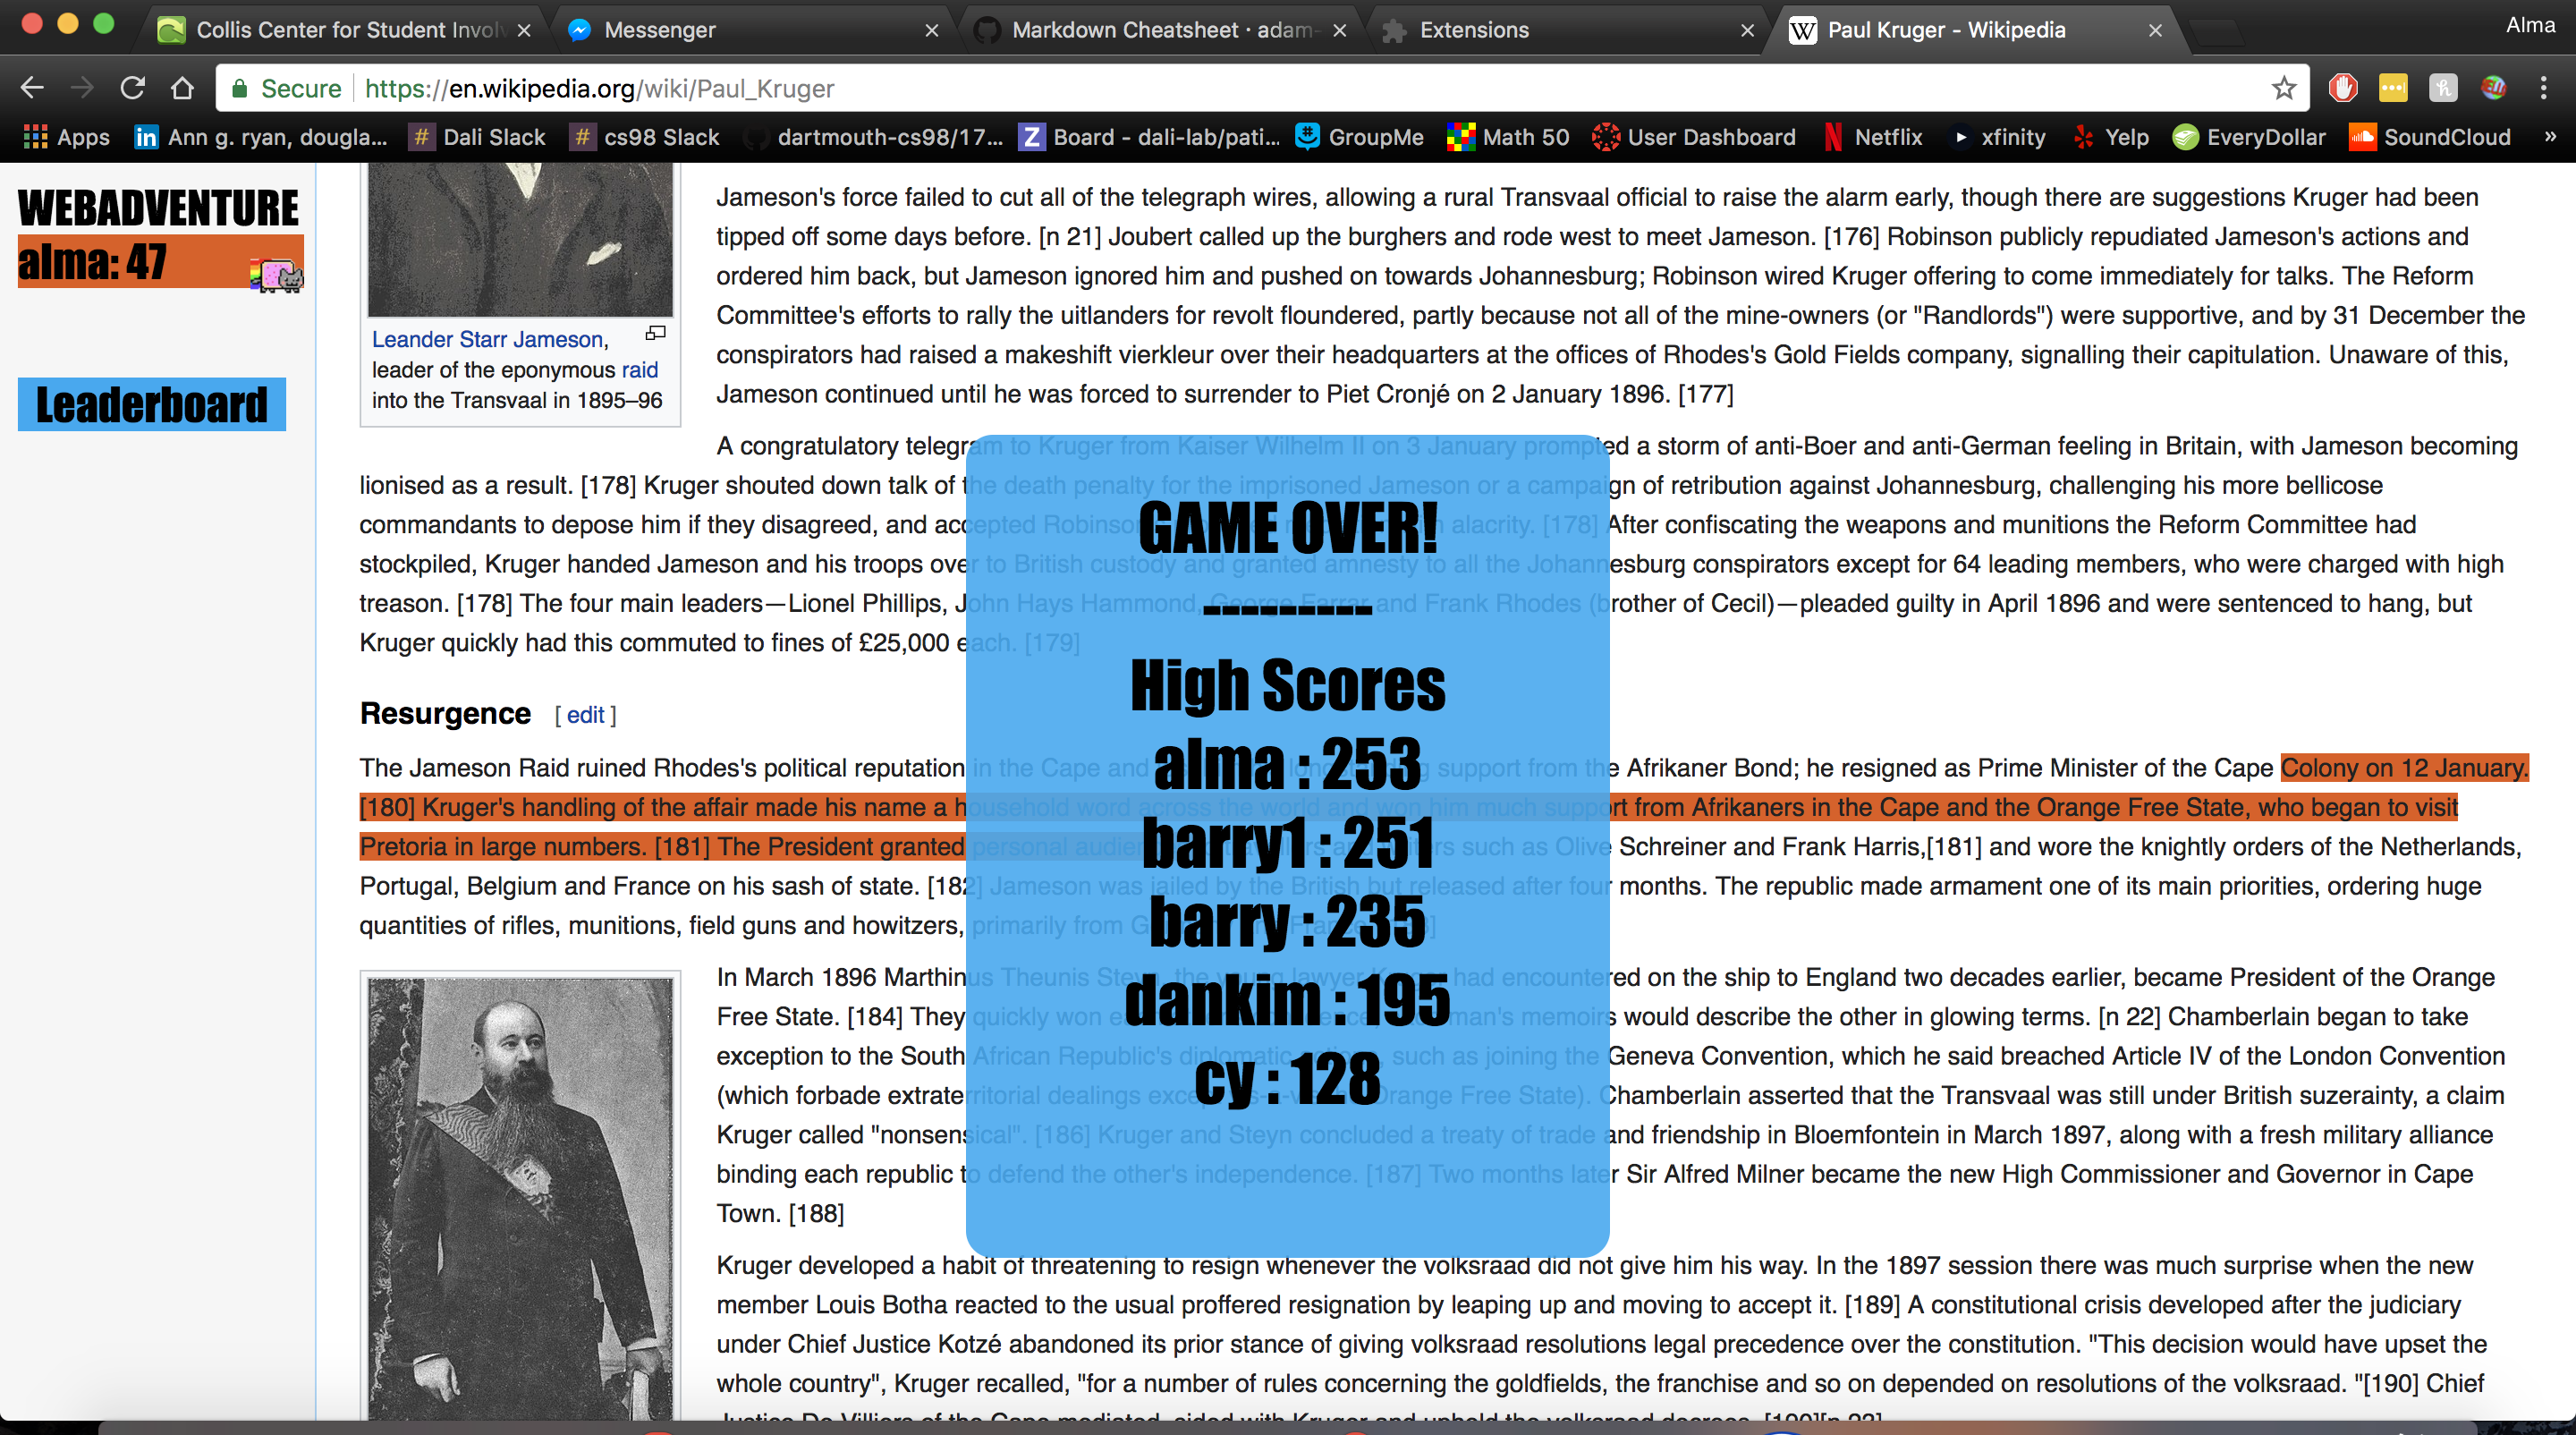 Collis Center for Student Invol
Messenger
Markdown Cheatsheet · adam-
Extensions
Paul Kruger - Wikipedia
Alma
Secure https://en.wikipedia.org/wiki/Paul_Kruger
Apps
Ann g. ryan, dougla...
Dali Slack
cs98 Slack
dartmouth-cs98/17...
Board - dali-lab/pati...
GroupMe
Math 50
User Dashboard
Netflix
xfinity
Yelp
EveryDollar
SoundCloud
»
WEBADVENTURE
alma: 47
Leaderboard
Leander Starr Jameson,
leader of the eponymous raid
into the Transvaal in 1895–96
Jameson's force failed to cut all of the telegraph wires, allowing a rural Transvaal official to raise the alarm early, though there are suggestions Kruger had been
tipped off some days before. [n 21] Joubert called up the burghers and rode west to meet Jameson. [176] Robinson publicly repudiated Jameson's actions and
ordered him back, but Jameson ignored him and pushed on towards Johannesburg; Robinson wired Kruger offering to come immediately for talks. The Reform
Committee's efforts to rally the uitlanders for revolt floundered, partly because not all of the mine-owners (or "Randlords") were supportive, and by 31 December the
conspirators had raised a makeshift vierkleur over their headquarters at the offices of Rhodes's Gold Fields company, signalling their capitulation. Unaware of this,
Jameson continued until he was forced to surrender to Piet Cronjé on 2 January 1896. [177]
A congratulatory telegram to Kruger from Kaiser Wilhelm II on 3 January prompted a storm of anti-Boer and anti-German feeling in Britain, with Jameson becoming
lionised as a result. [178] Kruger shouted down talk of the death penalty for the imprisoned Jameson or a campaign of retribution against Johannesburg, challenging his more bellicose
commandants to depose him if they disagreed, and accepted alacrity. [178] After confiscating the weapons and munitions the Reform Committee had
stockpiled, Kruger handed Jameson and his troops over to British custody and granted amnesty to all the Johannesburg conspirators except for 64 leading members, who were charged with high
treason. [178] The four main leaders—Lionel Phillips, John Hays Hammond, George Farrar and Frank Rhodes (brother of Cecil)—pleaded guilty in April 1896 and were sentenced to hang, but
Kruger quickly had this commuted to fines of £25,000 each. [179]
Resurgence [ edit ]
The Jameson Raid ruined Rhodes's political reputation in the Cape and support from the Afrikaner Bond; he resigned as Prime Minister of the Cape Colony on 12 January.
[180] Kruger's handling of the affair made his name a household word across the world and won him much support from Afrikaners in the Cape and the Orange Free State, who began to visit
Pretoria in large numbers. [181] The President granted personal such as Olive Schreiner and Frank Harris,[181] and wore the knightly orders of the Netherlands,
Portugal, Belgium and France on his sash of state. [182] Jameson was jailed by the British but released after four months. The republic made armament one of its main priorities, ordering huge
quantities of rifles, munitions, field guns and howitzers, primarily from
In March 1896 Marthinus Theunis Steyn, the young lawyer had encountered on the ship to England two decades earlier, became President of the Orange
Free State. [184] They quickly won man's memoirs would describe the other in glowing terms. [n 22] Chamberlain began to take
exception to the South African Republic's diplomatic such as joining the Geneva Convention, which he said breached Article IV of the London Convention
(which forbade extraterritorial dealings Orange Free State). Chamberlain asserted that the Transvaal was still under British suzerainty, a claim
Kruger called "nonsensical". [186] Kruger and Steyn concluded a treaty of trade and friendship in Bloemfontein in March 1897, along with a fresh military alliance
binding each republic to defend the other's independence. [187] Two months later Sir Alfred Milner became the new High Commissioner and Governor in Cape
Town. [188]
Kruger developed a habit of threatening to resign whenever the volksraad did not give him his way. In the 1897 session there was much surprise when the new
member Louis Botha reacted to the usual proffered resignation by leaping up and moving to accept it. [189] A constitutional crisis developed after the judiciary
under Chief Justice Kotzé abandoned its prior stance of giving volksraad resolutions legal precedence over the constitution. "This decision would have upset the
whole country", Kruger recalled, "for a number of rules concerning the goldfields, the franchise and so on depended on resolutions of the volksraad. "[190] Chief
Justice De Villiers of the Cape mediated, sided with Kruger and upheld the volksraad decrees. [190][n 23]
GAME OVER!
---------
High Scores
alma : 253
barry1 : 251
barry : 235
dankim : 195
cy : 128